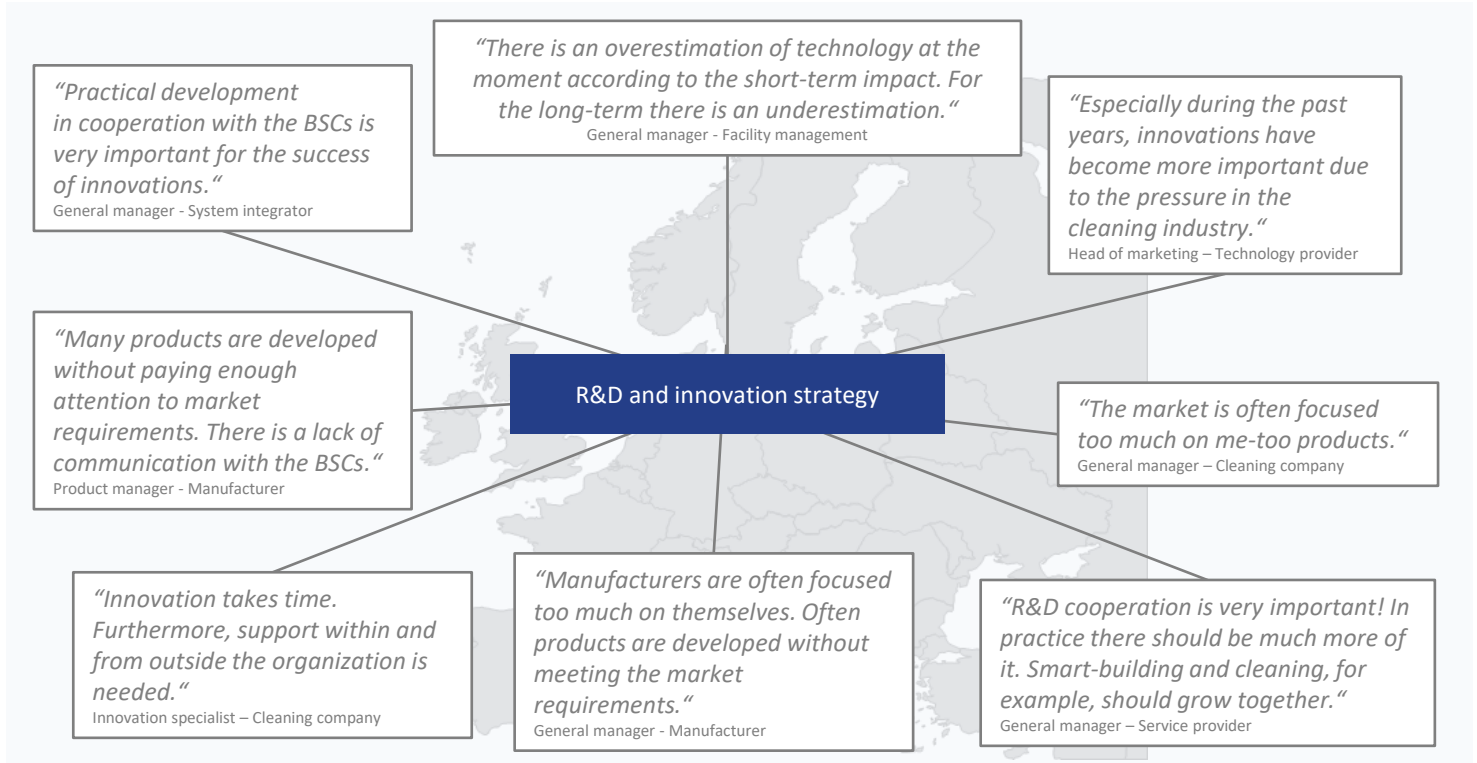 “There is an overestimation of technology at the
moment according to the short-term impact. For
the long-term there is an underestimation.“
General manager - Facility management
“Practical development
in cooperation with the BSCs is
very important for the success
of innovations.“
General manager - System integrator
“Especially during the past
years, innovations have
become more important due
to the pressure in the
cleaning industry.“
Head of marketing – Technology provider
“Many products are developed
without paying enough
attention to market
requirements. There is a lack of
communication with the BSCs.“
Product manager - Manufacturer
R&D and innovation strategy
“The market is often focused
too much on me-too products.“
General manager – Cleaning company
“Innovation takes time.
Furthermore, support within and
from outside the organization is
needed.“
Innovation specialist – Cleaning company
“Manufacturers are often focused
too much on themselves. Often
products are developed without
meeting the market
requirements.“
General manager - Manufacturer
“R&D cooperation is very important! In
practice there should be much more of
it. Smart-building and cleaning, for
example, should grow together.“
General manager – Service provider